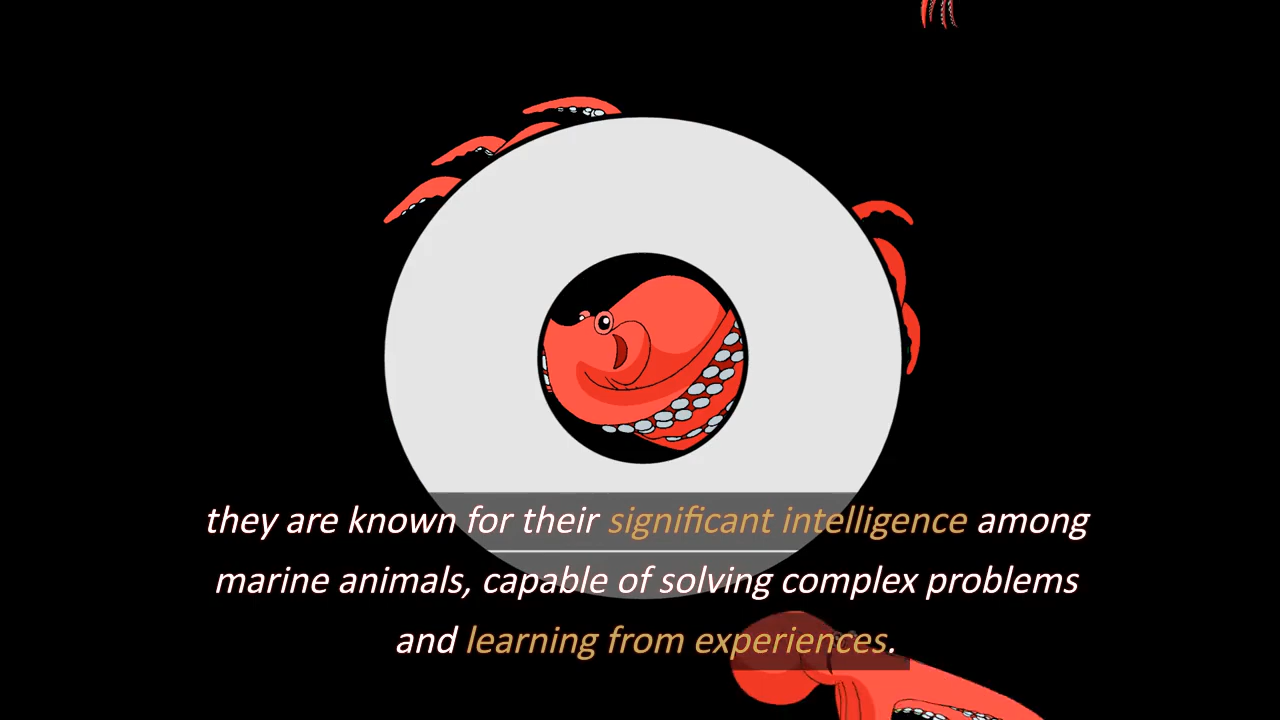 they are known for their significant intelligence among
marine animals, capable of solving complex problems
and learning from experiences.